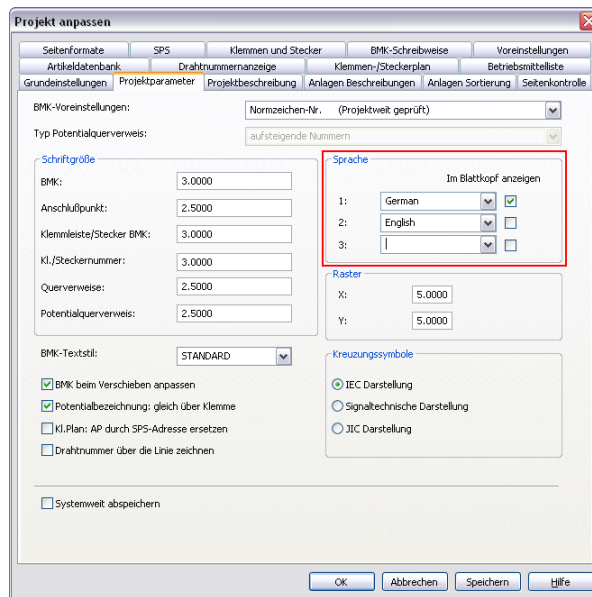 Projekt anpassen
Seitenformate SPS Klemmen und Stecker BMK-Schreibweise Voreinstellungen
Artikeldatenbank Drahtnummernanzeige Klemmen-/Steckerplan Betriebsmittelliste
Grundeinstellungen Projektparameter Projektbeschreibung Anlagen Beschreibungen Anlagen Sortierung Seitenkontrolle
BMK-Voreinstellungen: Normzeichen-Nr. (Projektweit geprüft)
Typ Potentialquerverweis: aufsteigende Nummern
Schriftgröße
BMK: 3.0000
Anschlußpunkt: 2.5000
Klemmleiste/Stecker BMK: 3.0000
Kl./Steckernummer: 3.0000
Querverweise: 2.5000
Potentialquerverweis: 2.5000
Sprache
Im Blattkopf anzeigen
1: German
2: English
3:
Raster
X: 5.0000
Y: 5.0000
BMK-Textstil: STANDARD
BMK beim Verschieben anpassen
Potentialbezeichnung: gleich über Klemme
Kl.Plan: AP durch SPS-Adresse ersetzen
Drahtnummer über die Linie zeichnen
Kreuzungssymbole
IEC Darstellung
Signaltechnische Darstellung
JIC Darstellung
Systemweit abspeichern
OK Abbrechen Speichern Hilfe